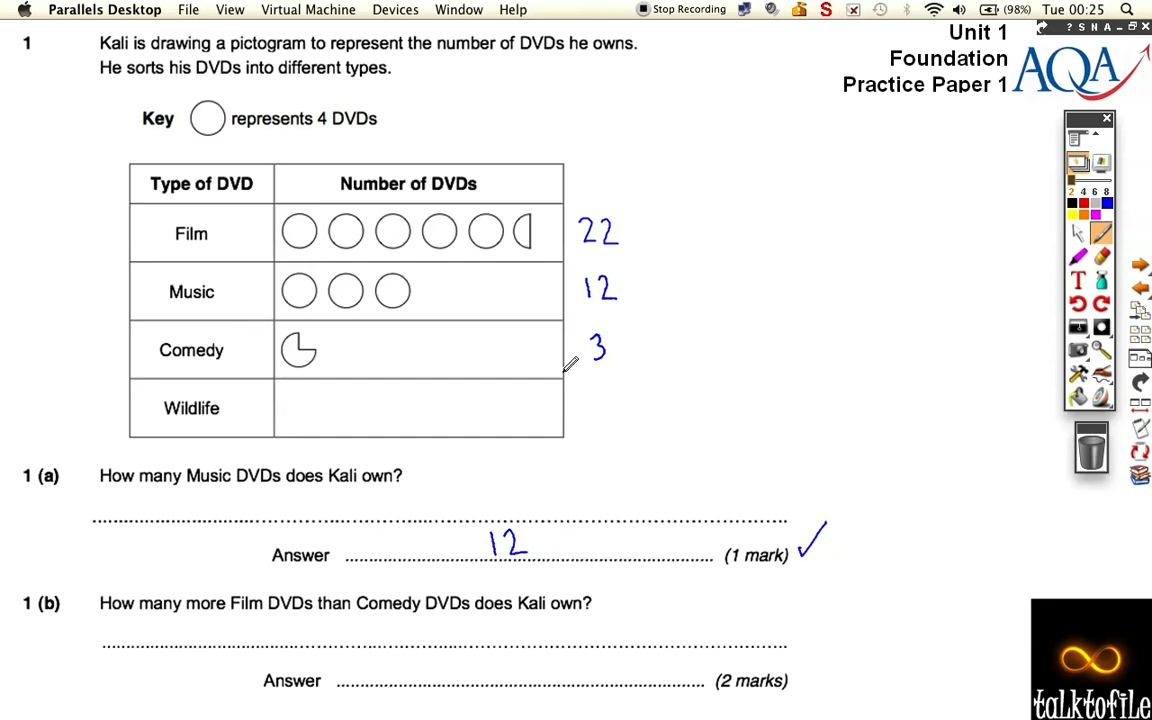 Parallels Desktop File View Virtual Machine Devices Window Help Stop Recording S (98%) Tue 00:25
? S N A
Unit 1
Foundation
Practice Paper 1
AQA
1 Kali is drawing a pictogram to represent the number of DVDs he owns.
He sorts his DVDs into different types.
Key represents 4 DVDs
Type of DVD Number of DVDs
Film 22
Music 12
Comedy 3
Wildlife
2 4 6 8
T
1 (a) How many Music DVDs does Kali own?
Answer 12 (1 mark) ✓
1 (b) How many more Film DVDs than Comedy DVDs does Kali own?
Answer (2 marks)
talktofile